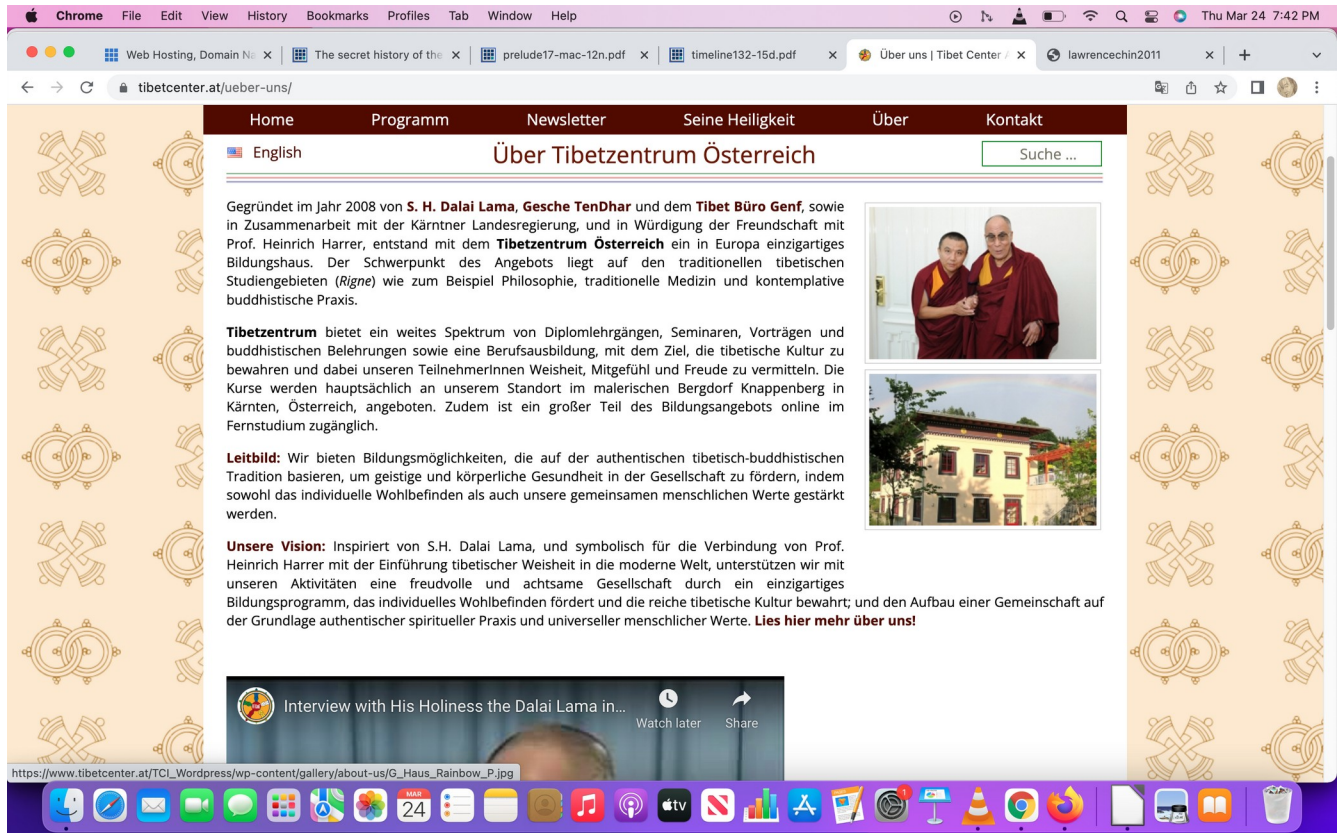 Chrome File Edit View History Bookmarks Profiles Tab Window Help Thu Mar 24 7:42 PM
Web Hosting, Domain Na The secret history of the prelude17-mac-12n.pdf timeline132-15d.pdf Über uns | Tibet Center A lawrencechin2011
tibetcenter.at/ueber-uns/
Home Programm Newsletter Seine Heiligkeit Über Kontakt
English Über Tibetzentrum Österreich Suche ...
Gegründet im Jahr 2008 von S. H. Dalai Lama, Gesche TenDhar und dem Tibet Büro Genf, sowie
in Zusammenarbeit mit der Kärntner Landesregierung, und in Würdigung der Freundschaft mit
Prof. Heinrich Harrer, entstand mit dem Tibetzentrum Österreich ein in Europa einzigartiges
Bildungshaus. Der Schwerpunkt des Angebots liegt auf den traditionellen tibetischen
Studiengebieten (Rigne) wie zum Beispiel Philosophie, traditionelle Medizin und kontemplative
buddhistische Praxis.
Tibetzentrum bietet ein weites Spektrum von Diplomlehrgängen, Seminaren, Vorträgen und
buddhistischen Belehrungen sowie eine Berufsausbildung, mit dem Ziel, die tibetische Kultur zu
bewahren und dabei unseren TeilnehmerInnen Weisheit, Mitgefühl und Freude zu vermitteln. Die
Kurse werden hauptsächlich an unserem Standort im malerischen Bergdorf Knappenberg in
Kärnten, Österreich, angeboten. Zudem ist ein großer Teil des Bildungsangebots online im
Fernstudium zugänglich.
Leitbild: Wir bieten Bildungsmöglichkeiten, die auf der authentischen tibetisch-buddhistischen
Tradition basieren, um geistige und körperliche Gesundheit in der Gesellschaft zu fördern, indem
sowohl das individuelle Wohlbefinden als auch unsere gemeinsamen menschlichen Werte gestärkt
werden.
Unsere Vision: Inspiriert von S.H. Dalai Lama, und symbolisch für die Verbindung von Prof.
Heinrich Harrer mit der Einführung tibetischer Weisheit in die moderne Welt, unterstützen wir mit
unseren Aktivitäten eine freudvolle und achtsame Gesellschaft durch ein einzigartiges
Bildungsprogramm, das individuelles Wohlbefinden fördert und die reiche tibetische Kultur bewahrt; und den Aufbau einer Gemeinschaft auf
der Grundlage authentischer spiritueller Praxis und universeller menschlicher Werte. Lies hier mehr über uns!
Interview with His Holiness the Dalai Lama in...
Watch later Share
https://www.tibetcenter.at/TCI_Wordpress/wp-content/gallery/about-us/G_Haus_Rainbow_P.jpg
MAR
24
tv
1